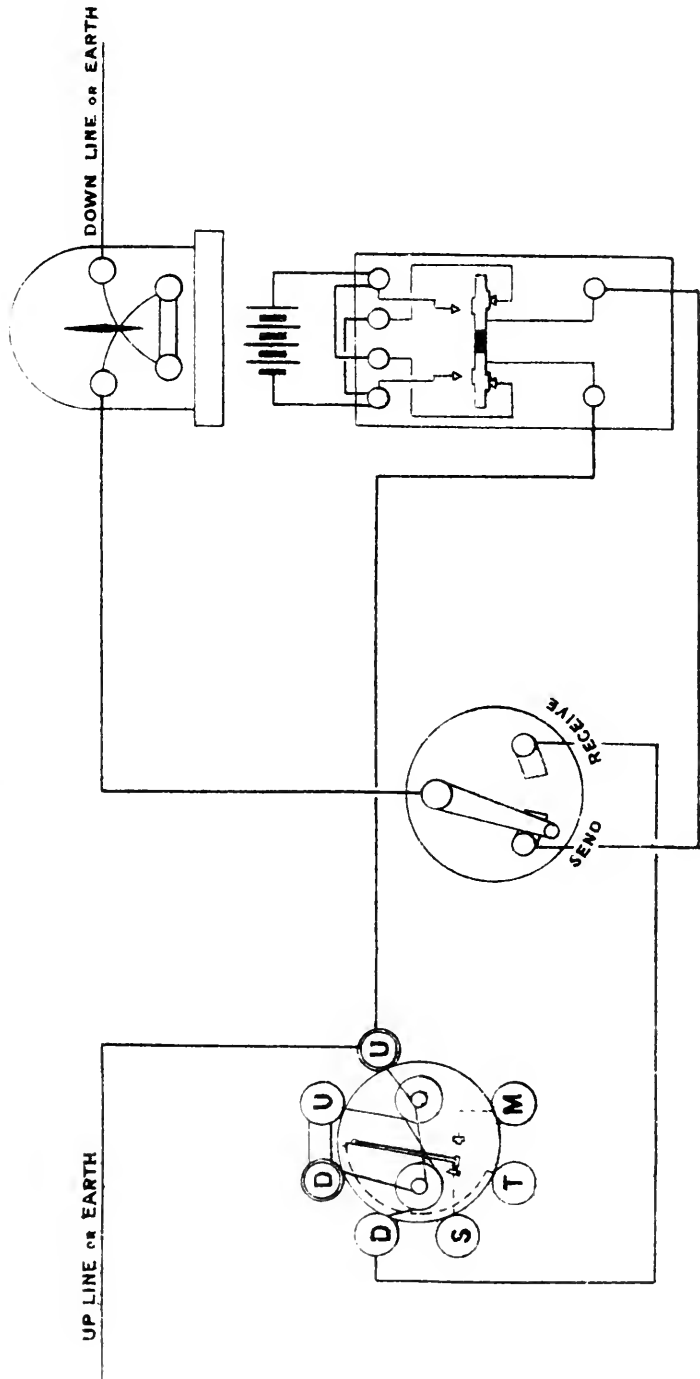 UP LINE OR EARTH
DOWN LINE OR EARTH
SEND
RECEIVE
D
U
U
D
S
T
M